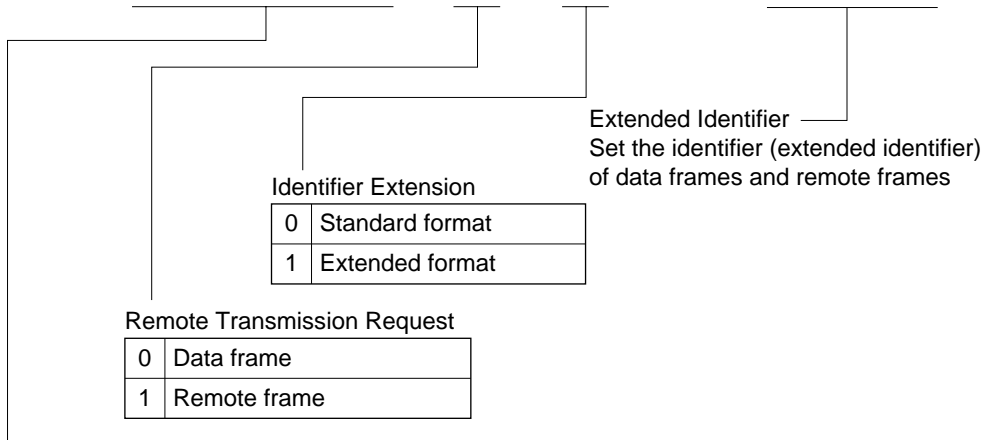 Extended Identifier
Set the identifier (extended identifier)
of data frames and remote frames
Identifier Extension
0 Standard format
1 Extended format
Remote Transmission Request
0 Data frame
1 Remote frame